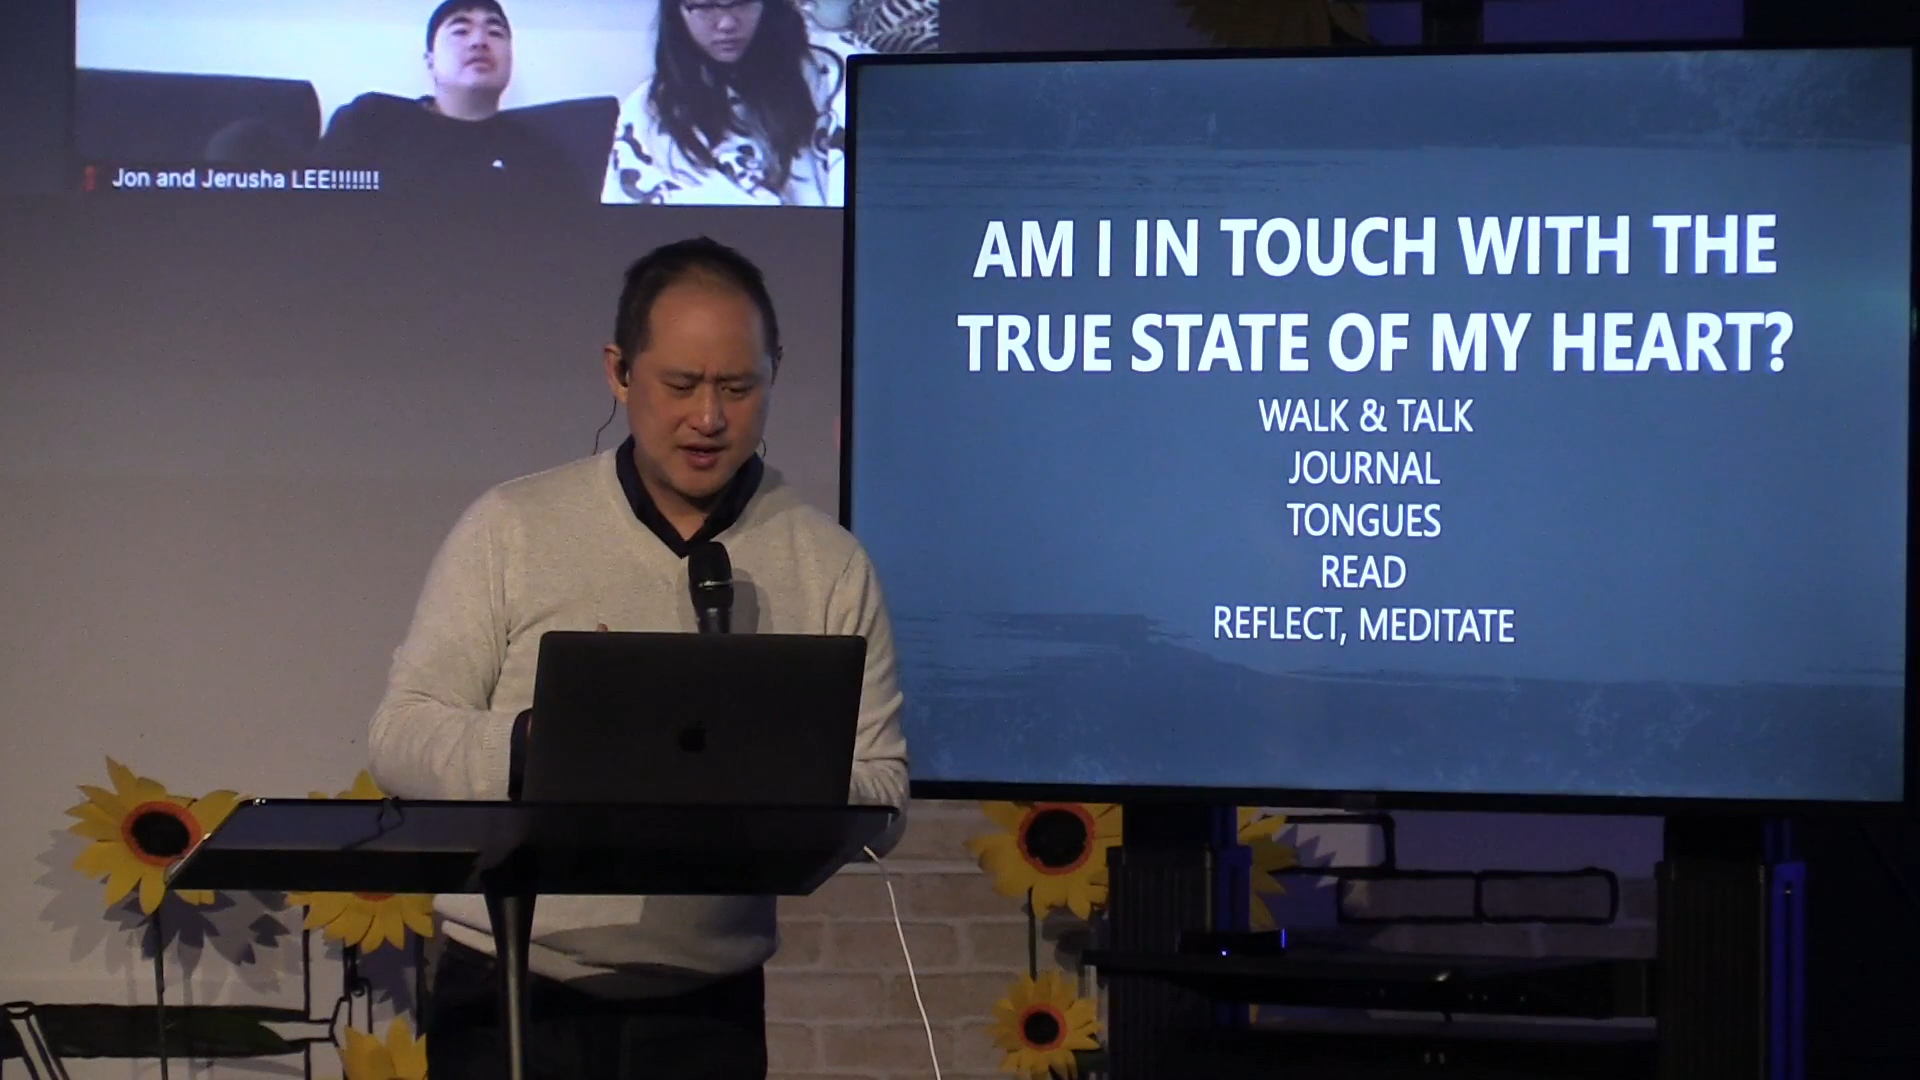 Jon and Jerusha LEE!!!!!!!
AM I IN TOUCH WITH THE
TRUE STATE OF MY HEART?
WALK & TALK
JOURNAL
TONGUES
READ
REFLECT, MEDITATE